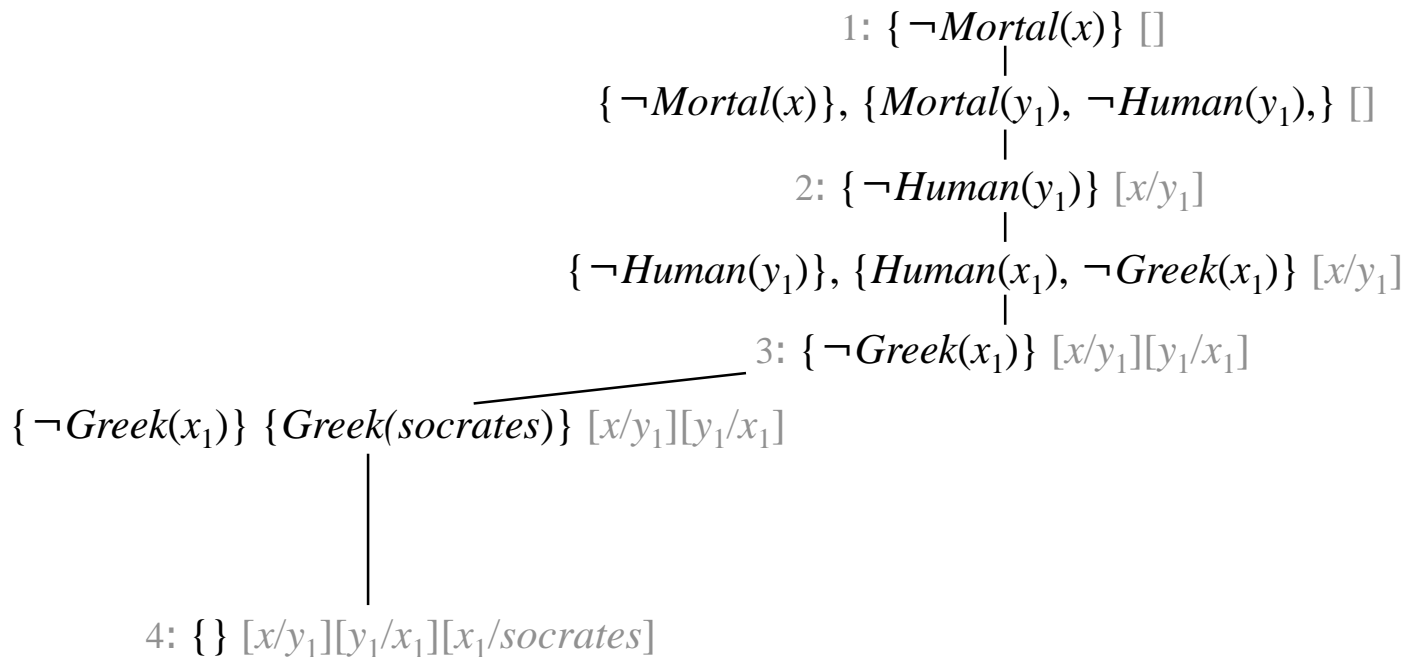 1: {¬Mortal(x)} []
{¬Mortal(x)}, {Mortal(y₁), ¬Human(y₁),} []
2: {¬Human(y₁)} [x/y₁]
{¬Human(y₁)}, {Human(x₁), ¬Greek(x₁)} [x/y₁]
3: {¬Greek(x₁)} [x/y₁][y₁/x₁]
{¬Greek(x₁)} {Greek(socrates)} [x/y₁][y₁/x₁]
4: {} [x/y₁][y₁/x₁][x₁/socrates]